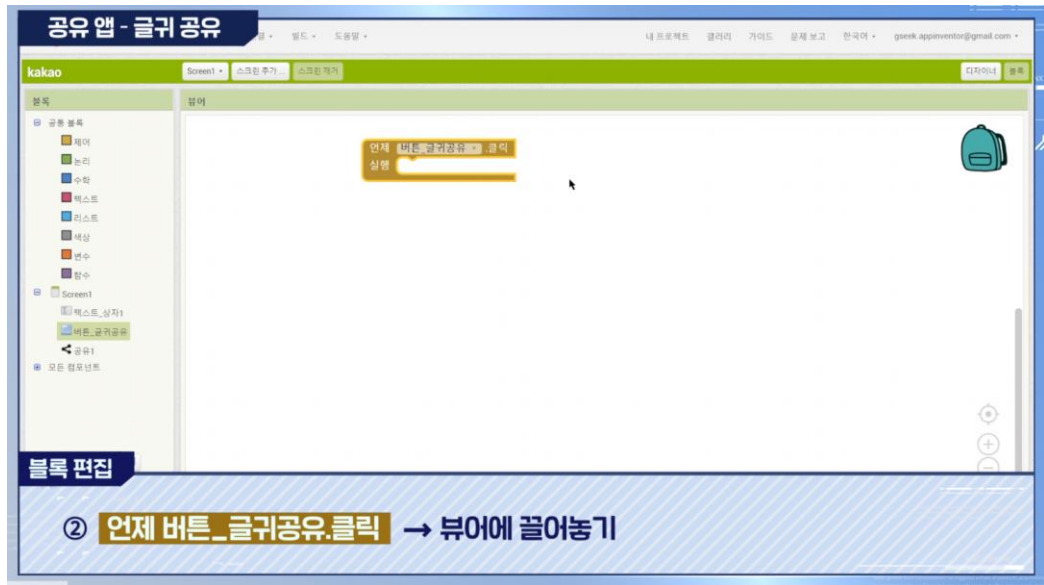 공유 앱 - 글귀 공유
빌드
도움말
내 프로젝트
갤러리
가이드
문제 보고
한국어
gseek.appinventor@gmail.com
kakao
Screen1
스크린 추가...
스크린 제거
디자이너
블록
블록
뷰어
공통 블록
제어
논리
수학
텍스트
리스트
색상
변수
함수
Screen1
텍스트_상자1
버튼_글귀공유
공유1
모든 컴포넌트
언제 버튼_글귀공유 .클릭
실행
블록 편집
② 언제 버튼_글귀공유.클릭 → 뷰어에 끌어놓기